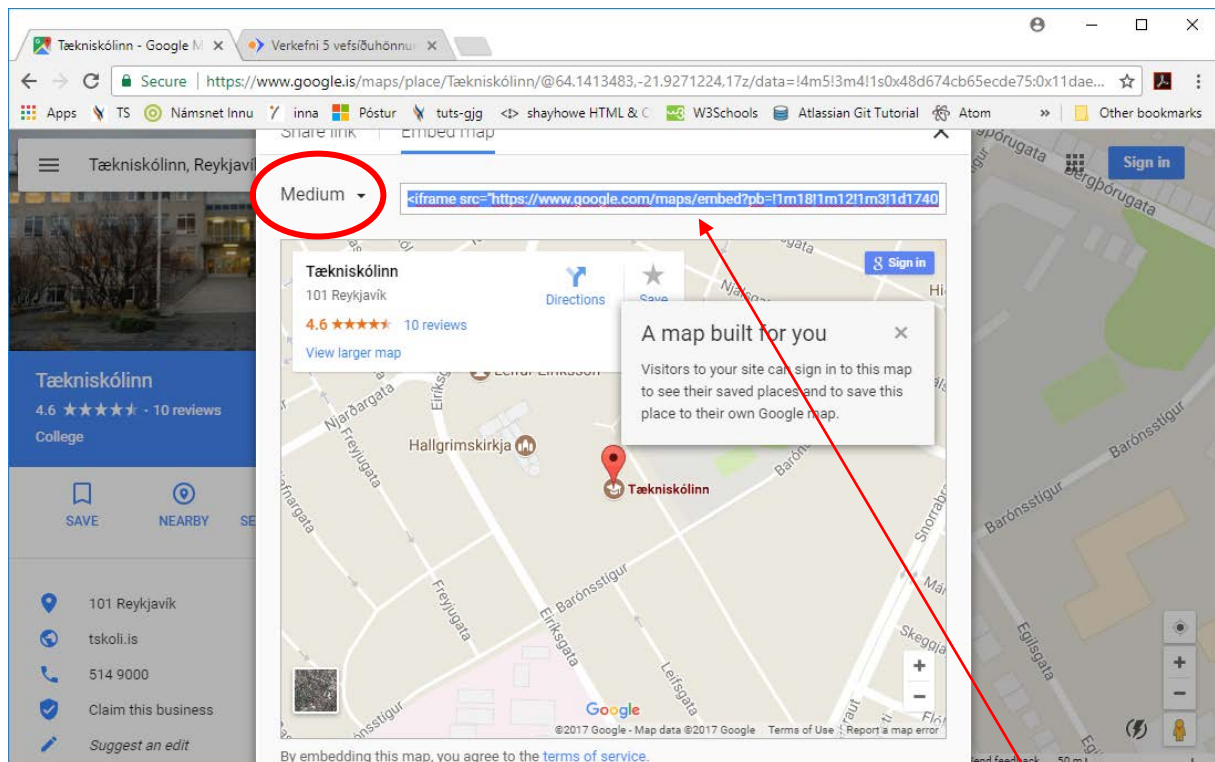 Tækniskólinn - Google M
Verkefni 5 vefsíðuhönnu
Secure | https://www.google.is/maps/place/Tækniskólinn/@64.1413483,-21.9271224,17z/data=!4m5!3m4!1s0x48d674cb65ecde75:0x11dae...
Apps TS Námsnet Innu inna Póstur tuts-gjg shayhowe HTML & C W3Schools Atlassian Git Tutorial Atom » Other bookmarks
Share link Embed map
Tækniskólinn, Reykjaví
Sign in
Bergþórugata
Medium
<iframe src="https://www.google.com/maps/embed?pb=!1m18!1m12!1m3!1d1740
Tækniskólinn
101 Reykjavík
4.6 ★★★★★ 10 reviews
View larger map
Directions
Save
Sign in
A map built for you
Visitors to your site can sign in to this map
to see their saved places and to save this
place to their own Google map.
Njarðargata
Freyjugata
Hallgrimskirkja
Tækniskólinn
Barónsstígur
Freyjugata
Eiríksgata
Leifsgata
Google
©2017 Google - Map data ©2017 Google Terms of Use Report a map error
By embedding this map, you agree to the terms of service.
Tækniskólinn
4.6 ★★★★★ - 10 reviews
College
SAVE
NEARBY
SE
101 Reykjavík
tskoli.is
514 9000
Claim this business
Suggest an edit
Barónsstígur
Barónsstígur
Egilsgata
50 m